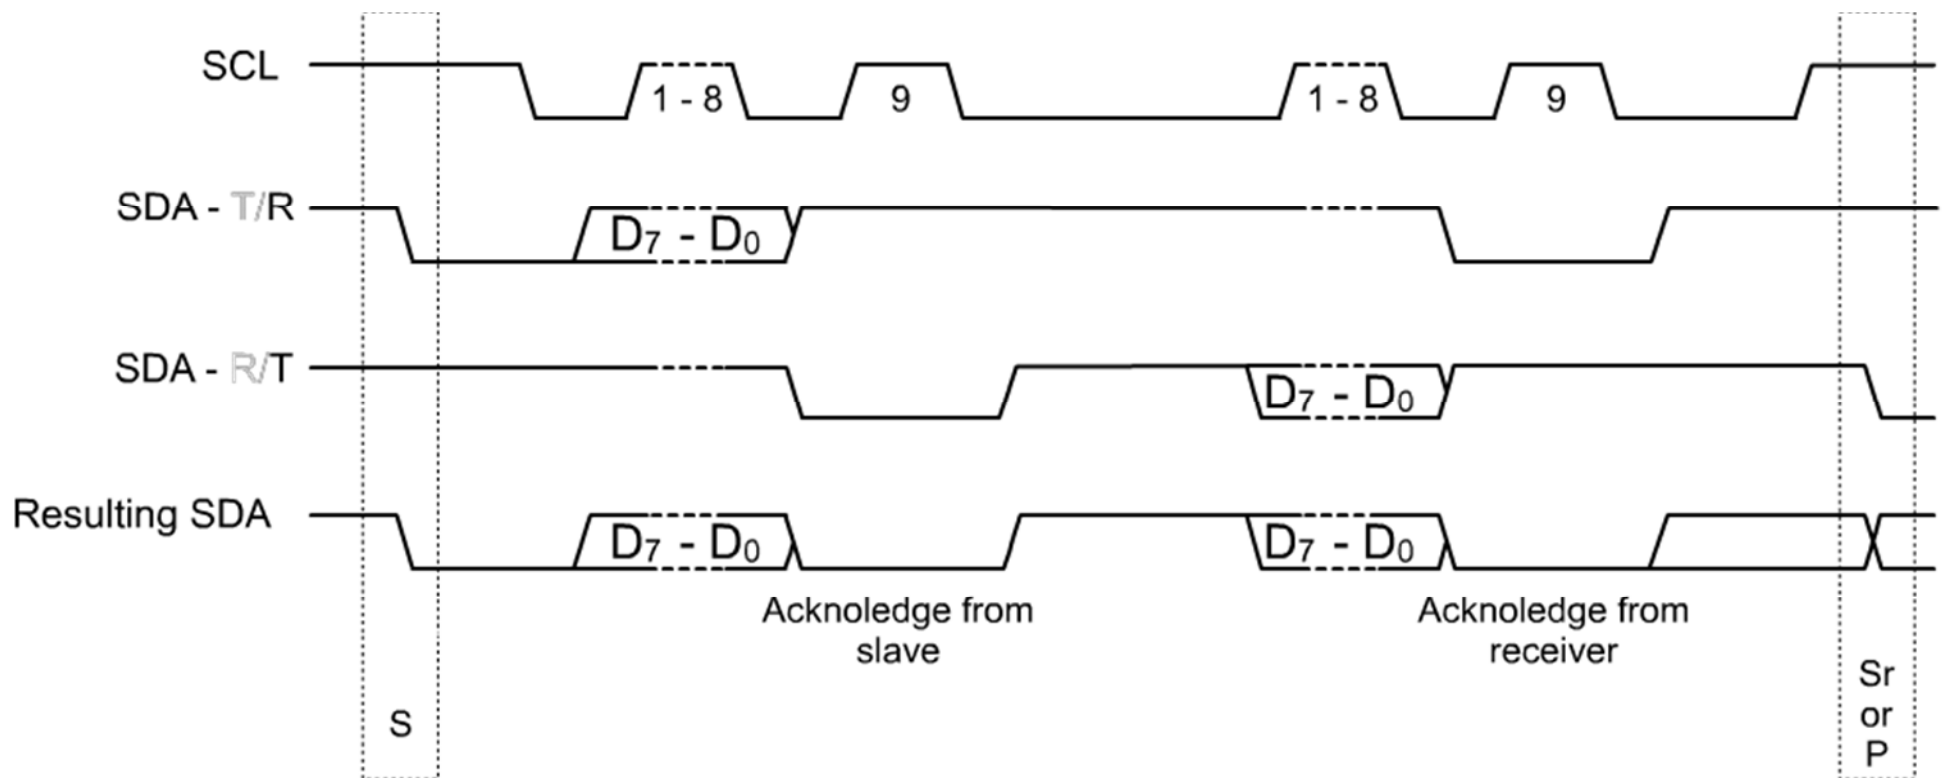 SCL
1 - 8
9
1 - 8
9
SDA - T/R
D7 - D0
SDA - R/T
D7 - D0
Resulting SDA
D7 - D0
D7 - D0
Acknoledge from
slave
Acknoledge from
receiver
S
Sr
or
P